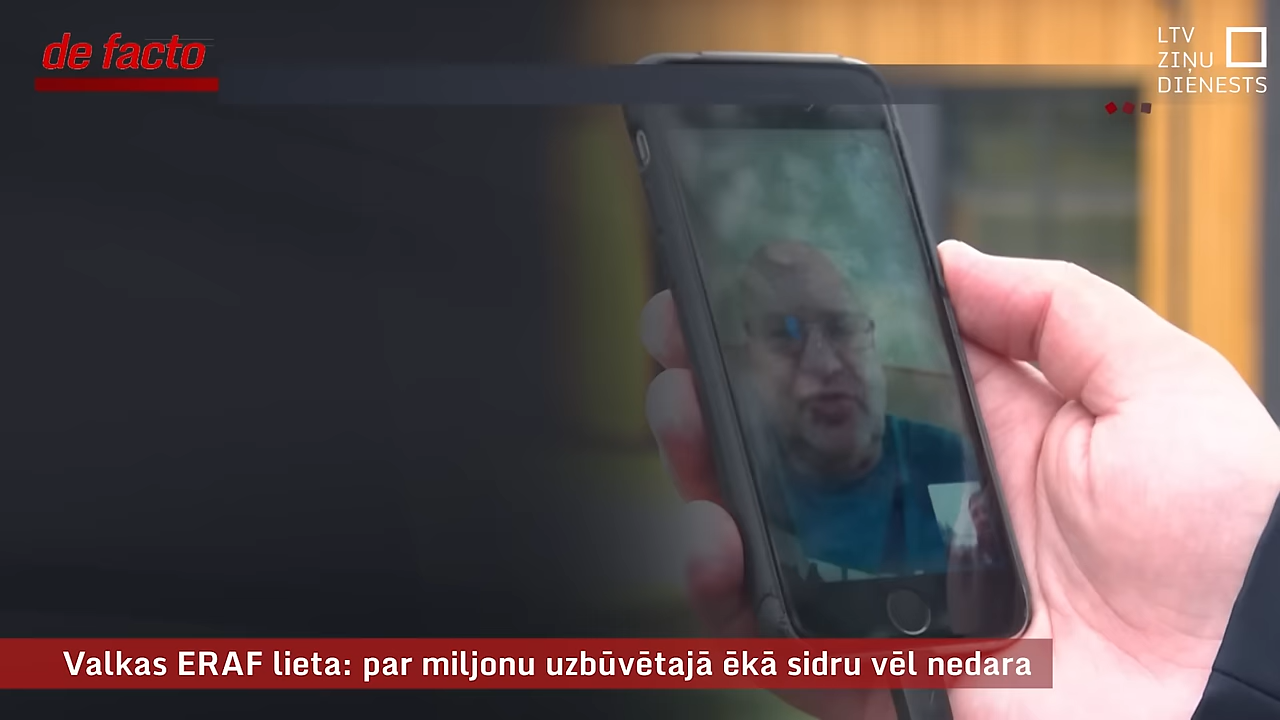 de facto
LTV
ZIŅU
DIENESTS
Valkas ERAF lieta: par miljonu uzbūvētajā ēkā sidru vēl nedara